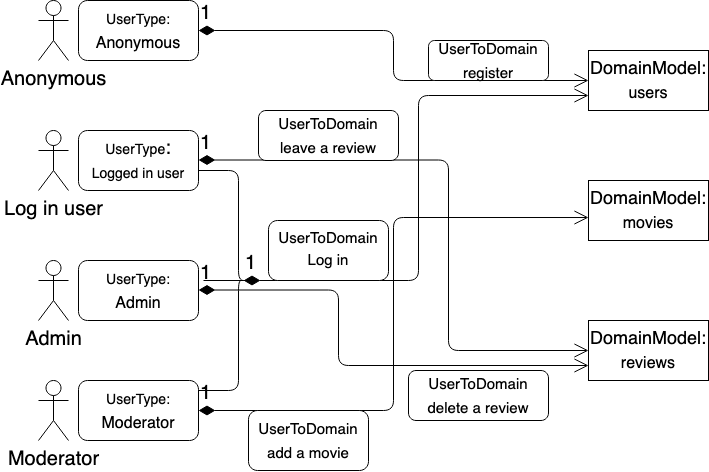 UserType:
Anonymous
1
Anonymous
UserToDomain
register
DomainModel:
users
UserType:
Logged in user
1
Log in user
UserToDomain
leave a review
DomainModel:
movies
UserToDomain
Log in
1
UserType:
Admin
1
Admin
DomainModel:
reviews
UserToDomain
delete a review
UserType:
Moderator
1
Moderator
UserToDomain
add a movie